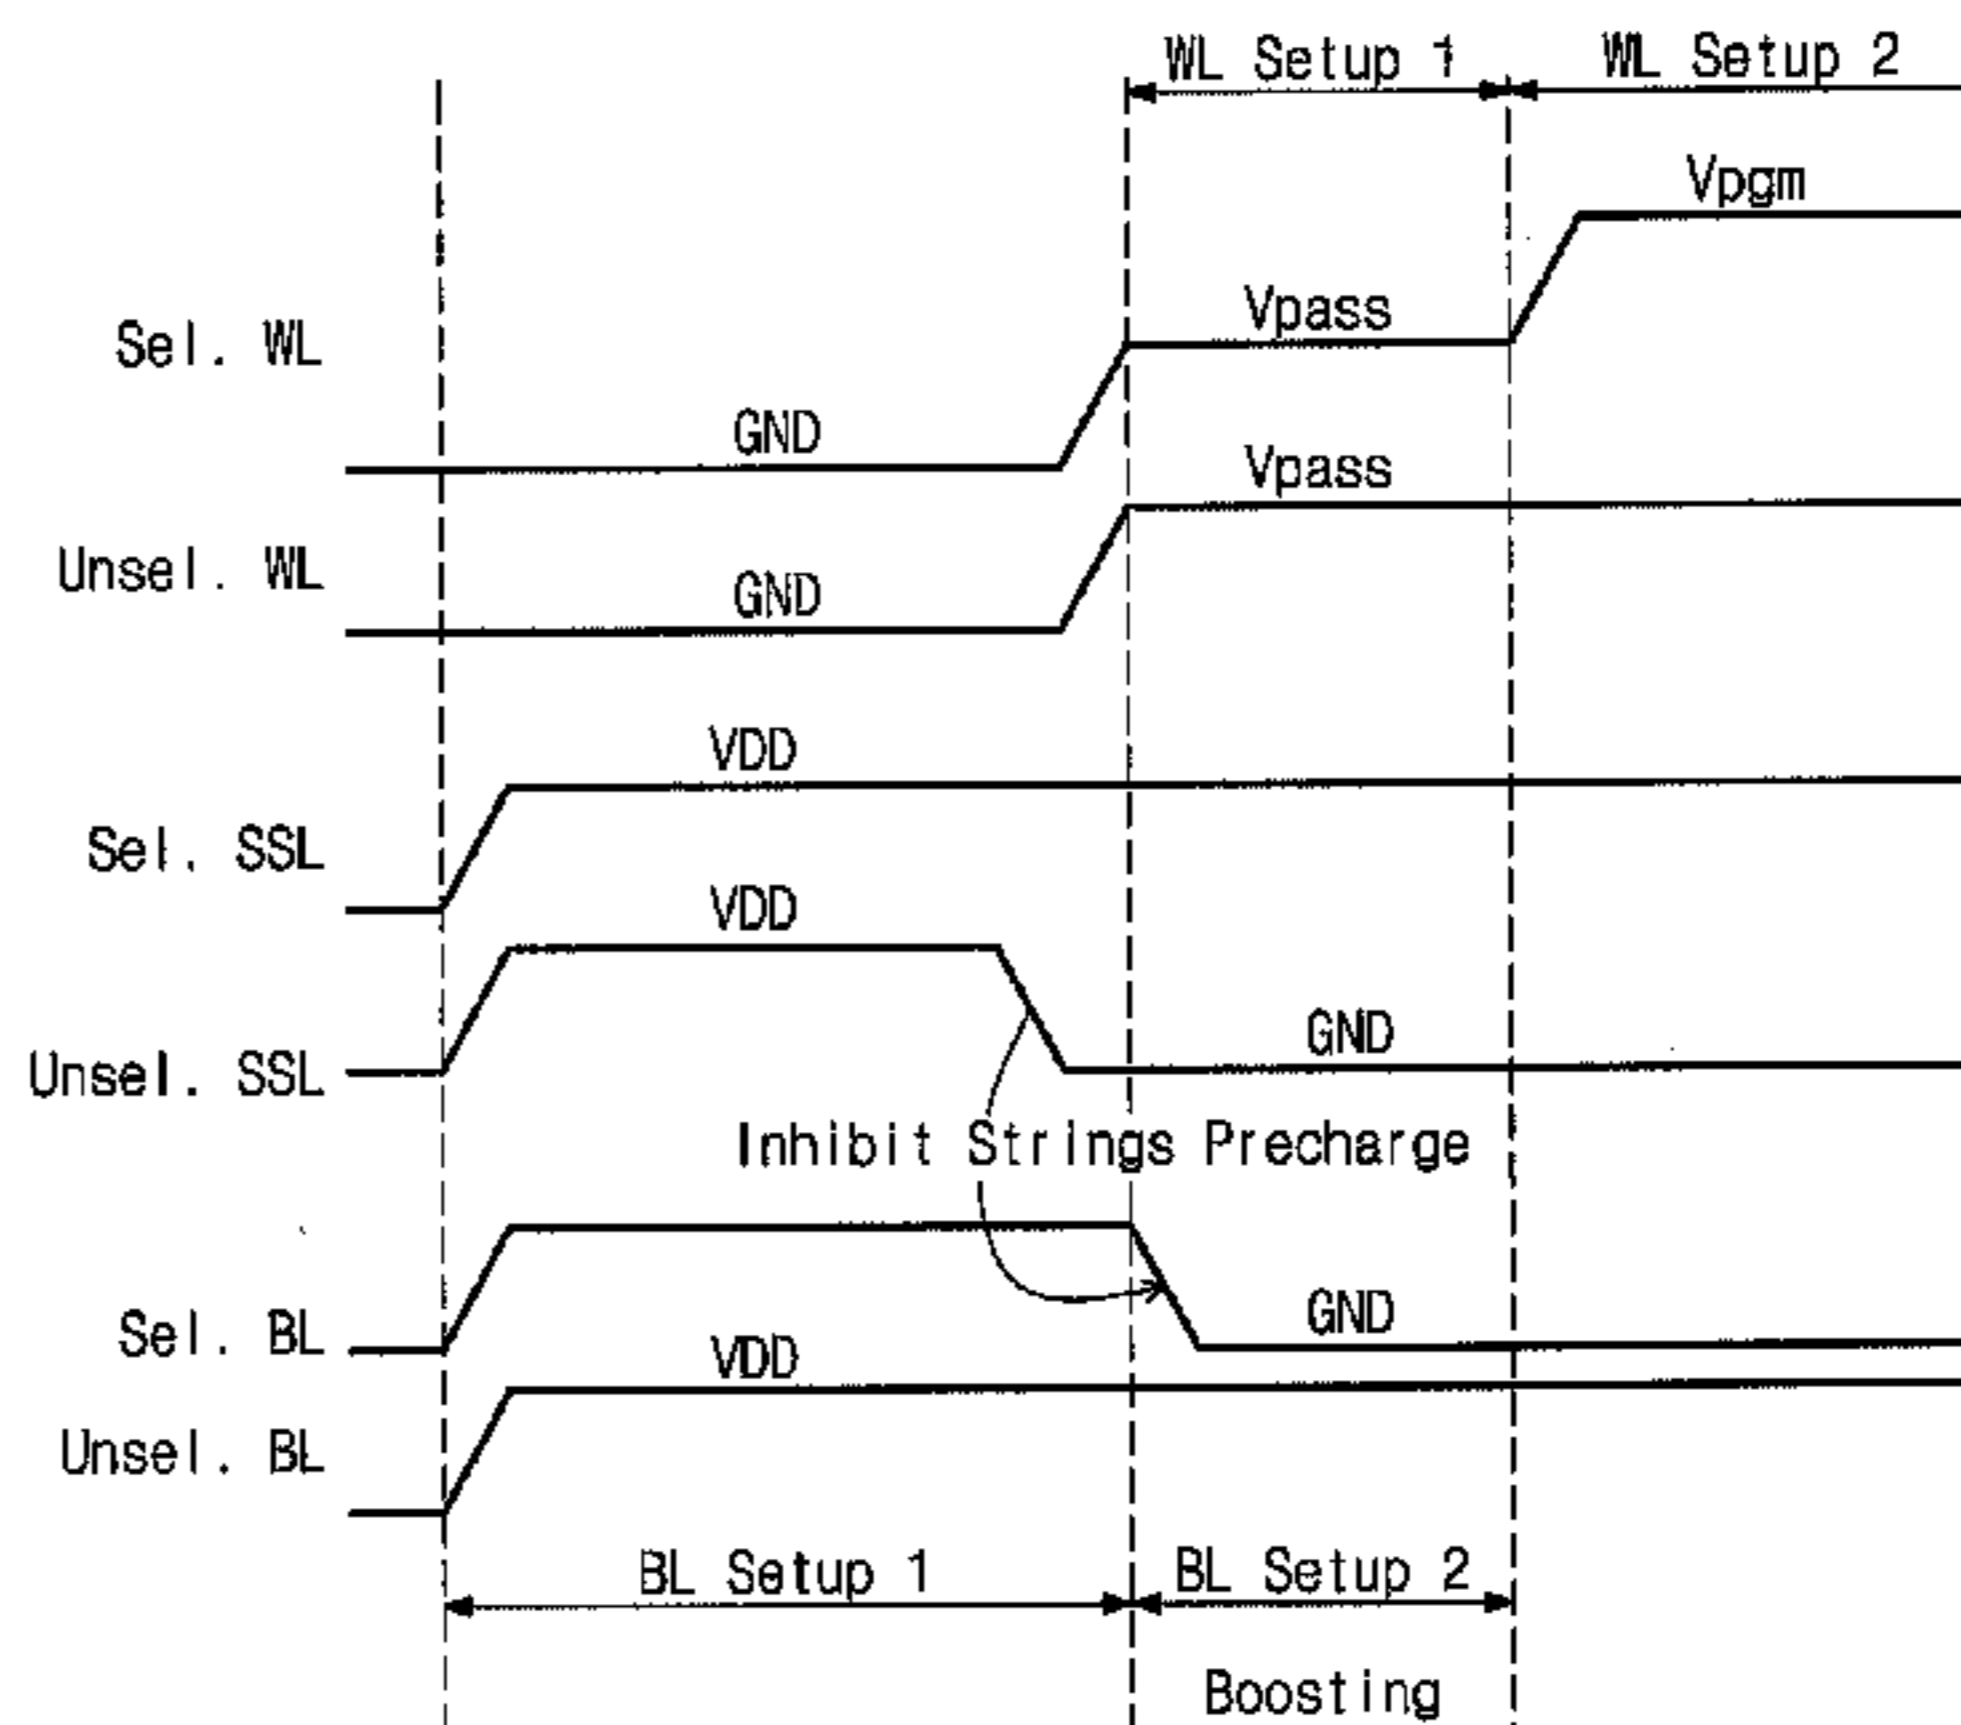 WL Setup 1 WL Setup 2
Vpgm
Vpass
Sel. WL
GND
Vpass
Unsel. WL
GND
VDD
Sel. SSL
VDD
GND
Unsel. SSL
Inhibit Strings Precharge
GND
Sel. BL
VDD
Unsel. BL
BL Setup 1 BL Setup 2
Boosting